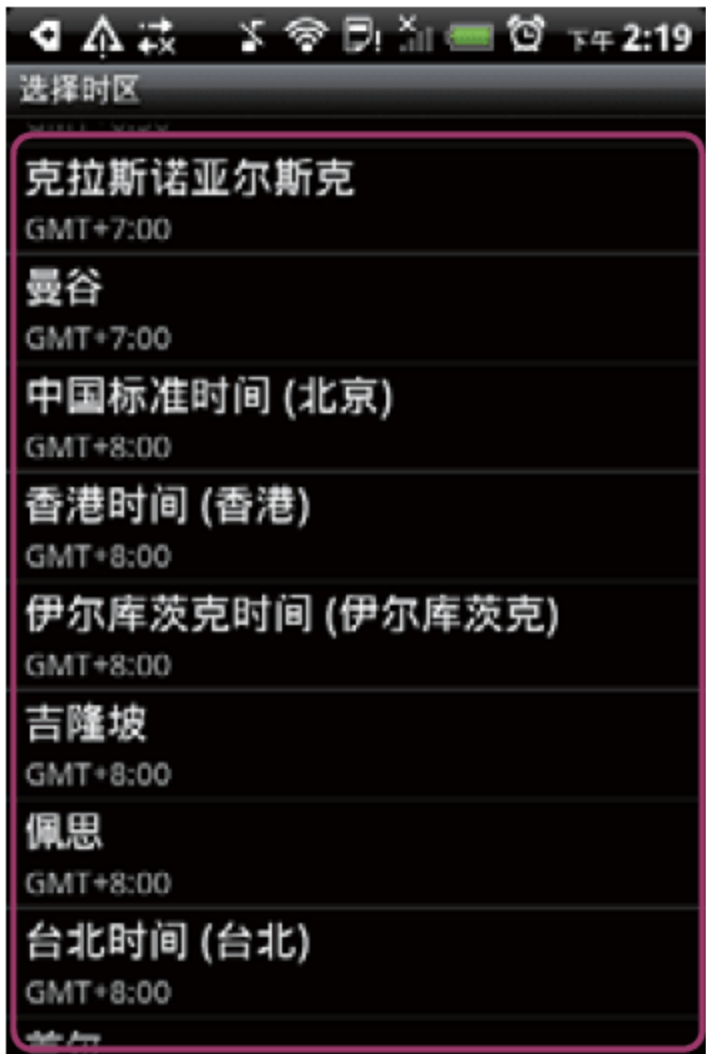 下午 2:19
选择时区
克拉斯诺亚尔斯克
GMT+7:00
曼谷
GMT+7:00
中国标准时间 (北京)
GMT+8:00
香港时间 (香港)
GMT+8:00
伊尔库茨克时间 (伊尔库茨克)
GMT+8:00
吉隆坡
GMT+8:00
佩思
GMT+8:00
台北时间 (台北)
GMT+8:00